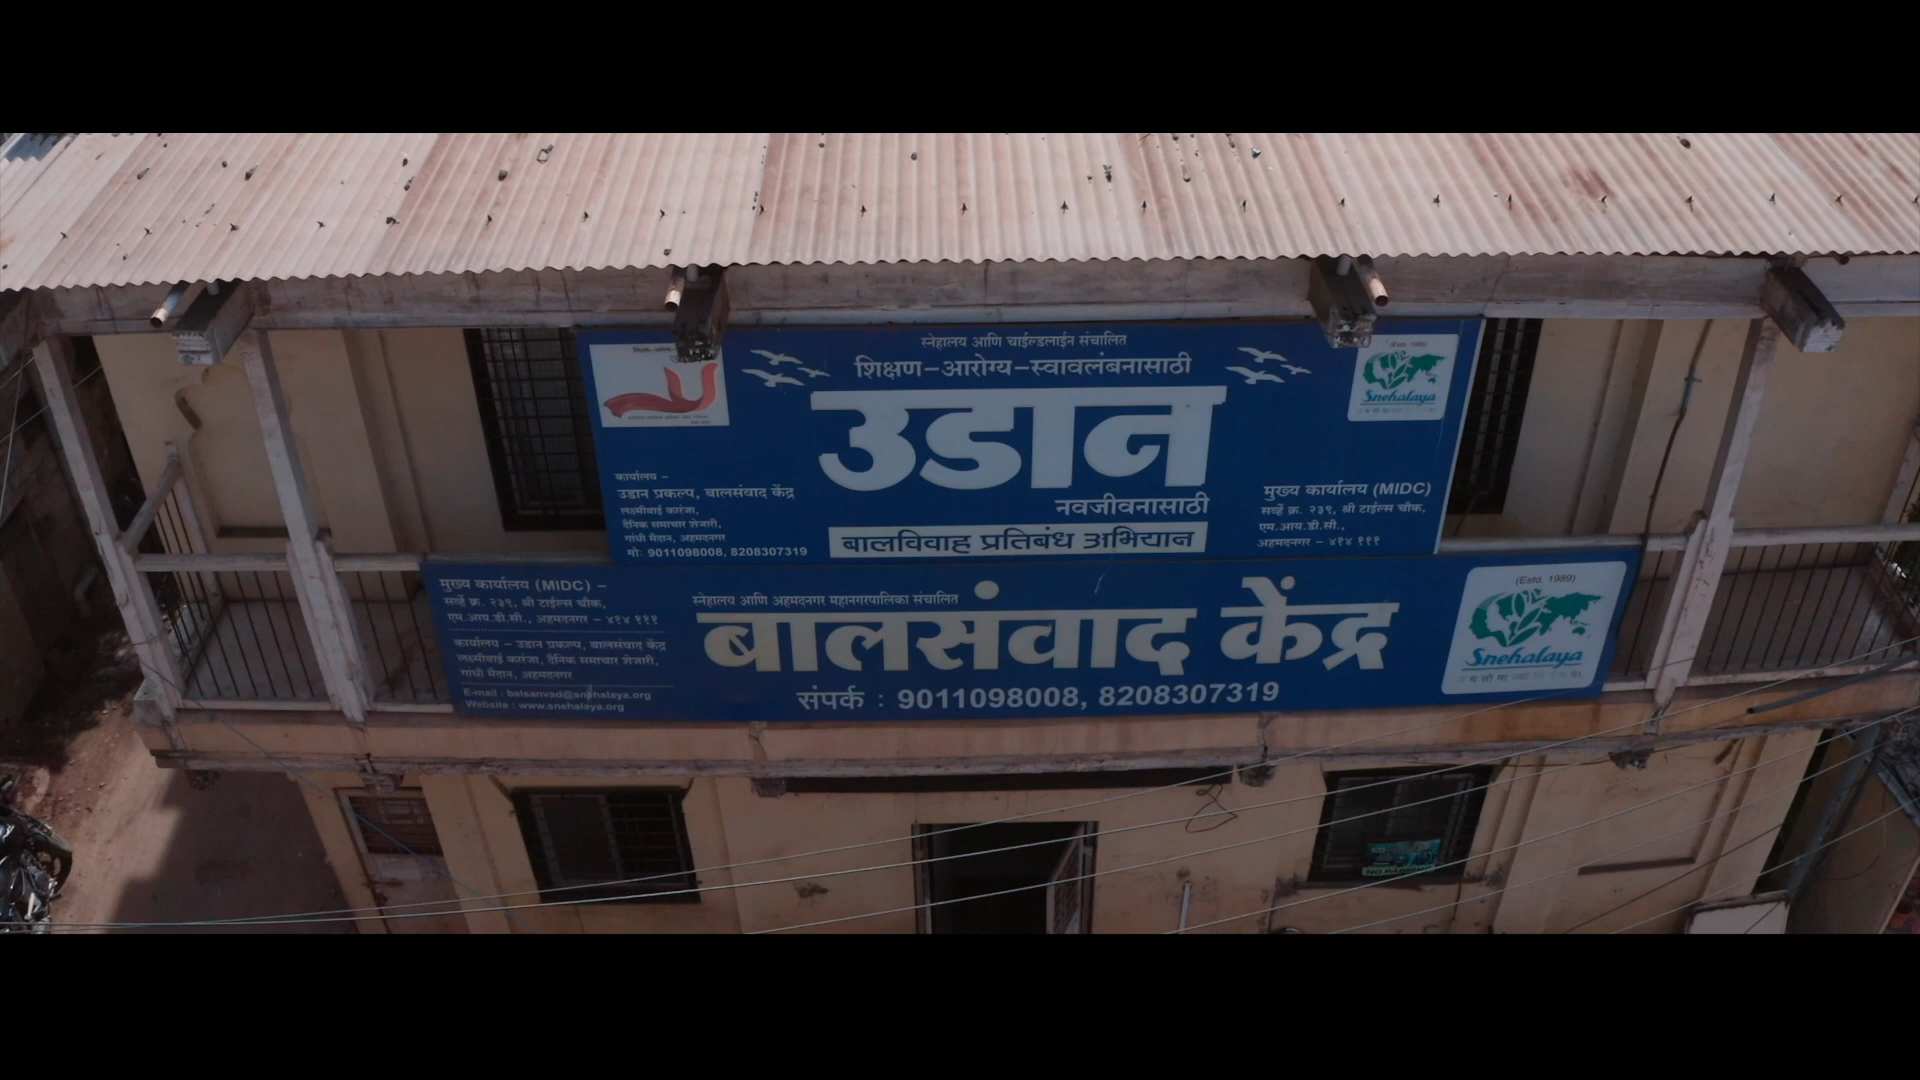 स्नेहालय आणि चाईल्डलाईन संचालित
शिक्षण-आरोग्य-स्वावलंबनासाठी
उडान
नवजीवनासाठी
बालविवाह प्रतिबंध अभियान
कार्यालय -
उडान प्रकल्प, बालसंवाद केंद्र
लक्ष्मीबाई कारंजा,
दैनिक समाचार शेजारी,
गांधी मैदान, अहमदनगर
मो: 9011098008, 8208307319
Snehalaya
मुख्य कार्यालय (MIDC)
सर्व्हे क्र. २३९, श्री टाईल्स चौक,
एम.आय.डी.सी.,
अहमदनगर - ४१४ १११
मुख्य कार्यालय (MIDC) -
सर्व्हे क्र. २३९, श्री टाईल्स चौक,
एम.आय.डी.सी., अहमदनगर - ४१४ १११
कार्यालय - उडान प्रकल्प, बालसंवाद केंद्र
लक्ष्मीबाई कारंजा, दैनिक समाचार शेजारी,
गांधी मैदान, अहमदनगर
E-mail : balsanvad@snehalaya.org
Website : www.snehalaya.org
स्नेहालय आणि अहमदनगर महानगरपालिका संचालित
बालसंवाद केंद्र
संपर्क : 9011098008, 8208307319
(Estd. 1989)
Snehalaya